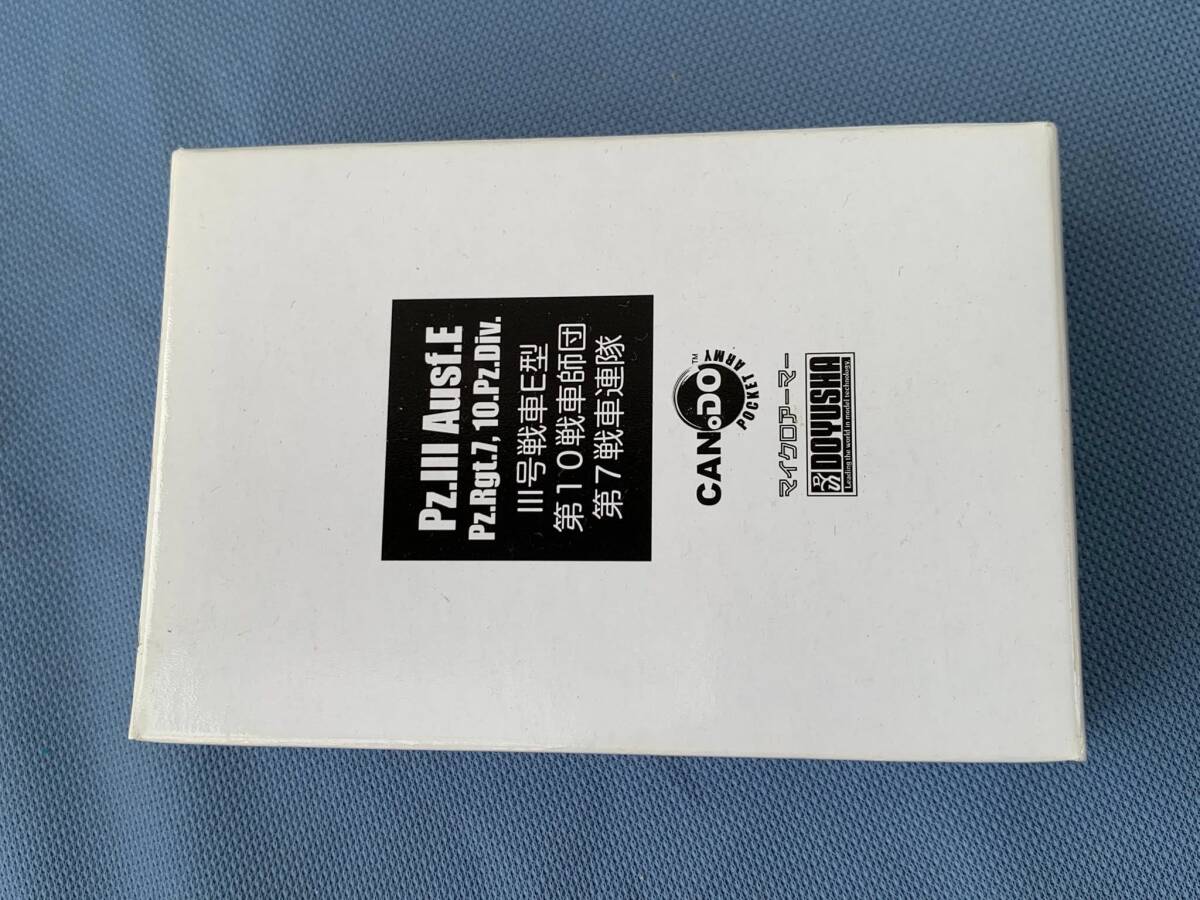 Pz.III Ausf.E
Pz.Rgt.7, 10.Pz.Div.
III号戦車E型
第10戦車師団
第7戦車連隊
CAN.DO™
POCKET ARMY
マイクロアーマー
DOYUSHA
Leading the world in model technology.